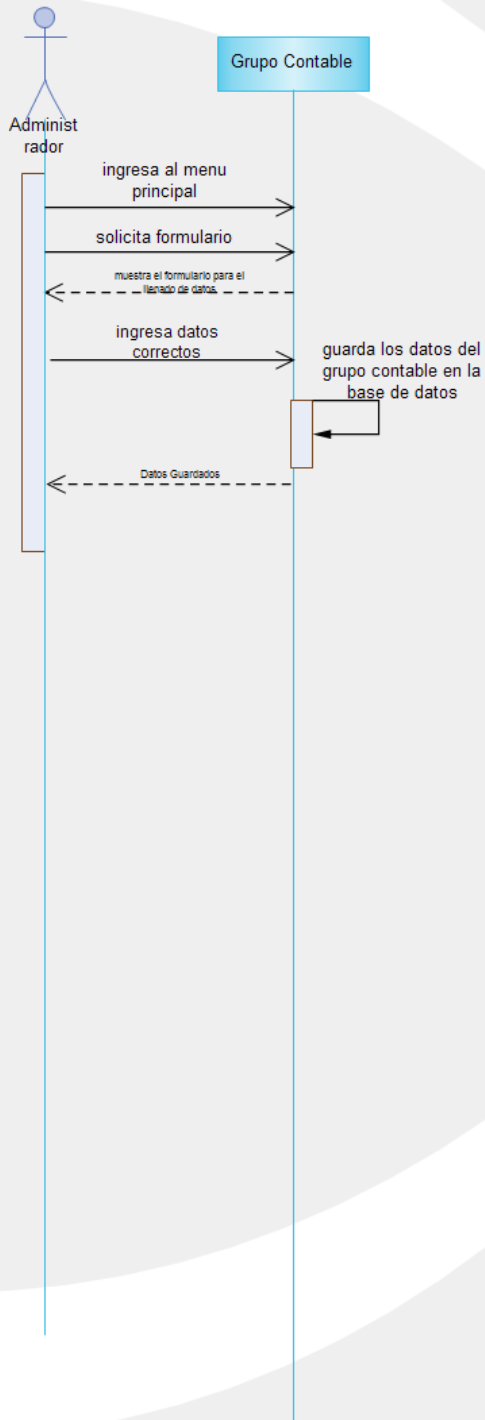 Grupo Contable
Administ
rador
ingresa al menu
principal
solicita formulario
muestra el formulario para el
llenado de datos
ingresa datos
correctos
guarda los datos del
grupo contable en la
base de datos
Datos Guardados